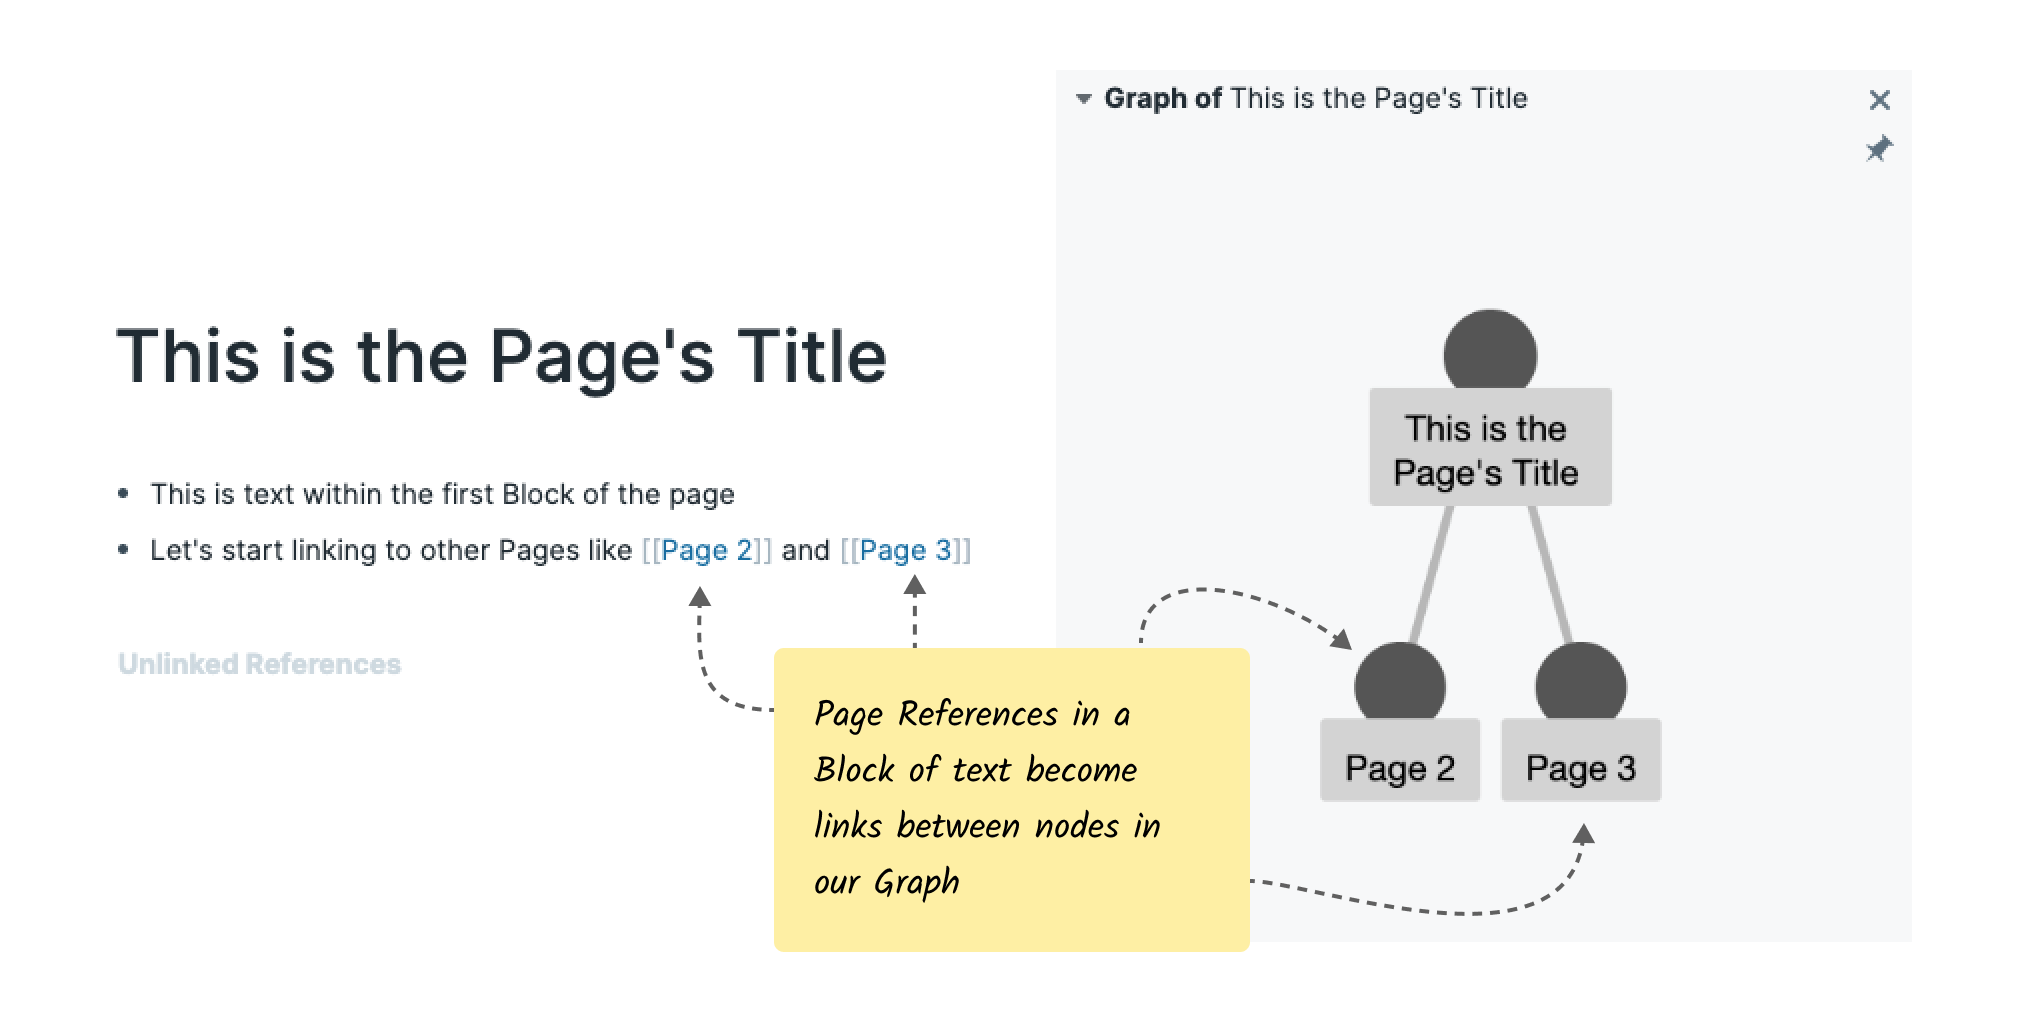 This is the Page's Title
• This is text within the first Block of the page
• Let's start linking to other Pages like [[Page 2]] and [[Page 3]]
Unlinked References
Page References in a
Block of text become
links between nodes in
our Graph
Graph of This is the Page's Title
This is the
Page's Title
Page 2
Page 3